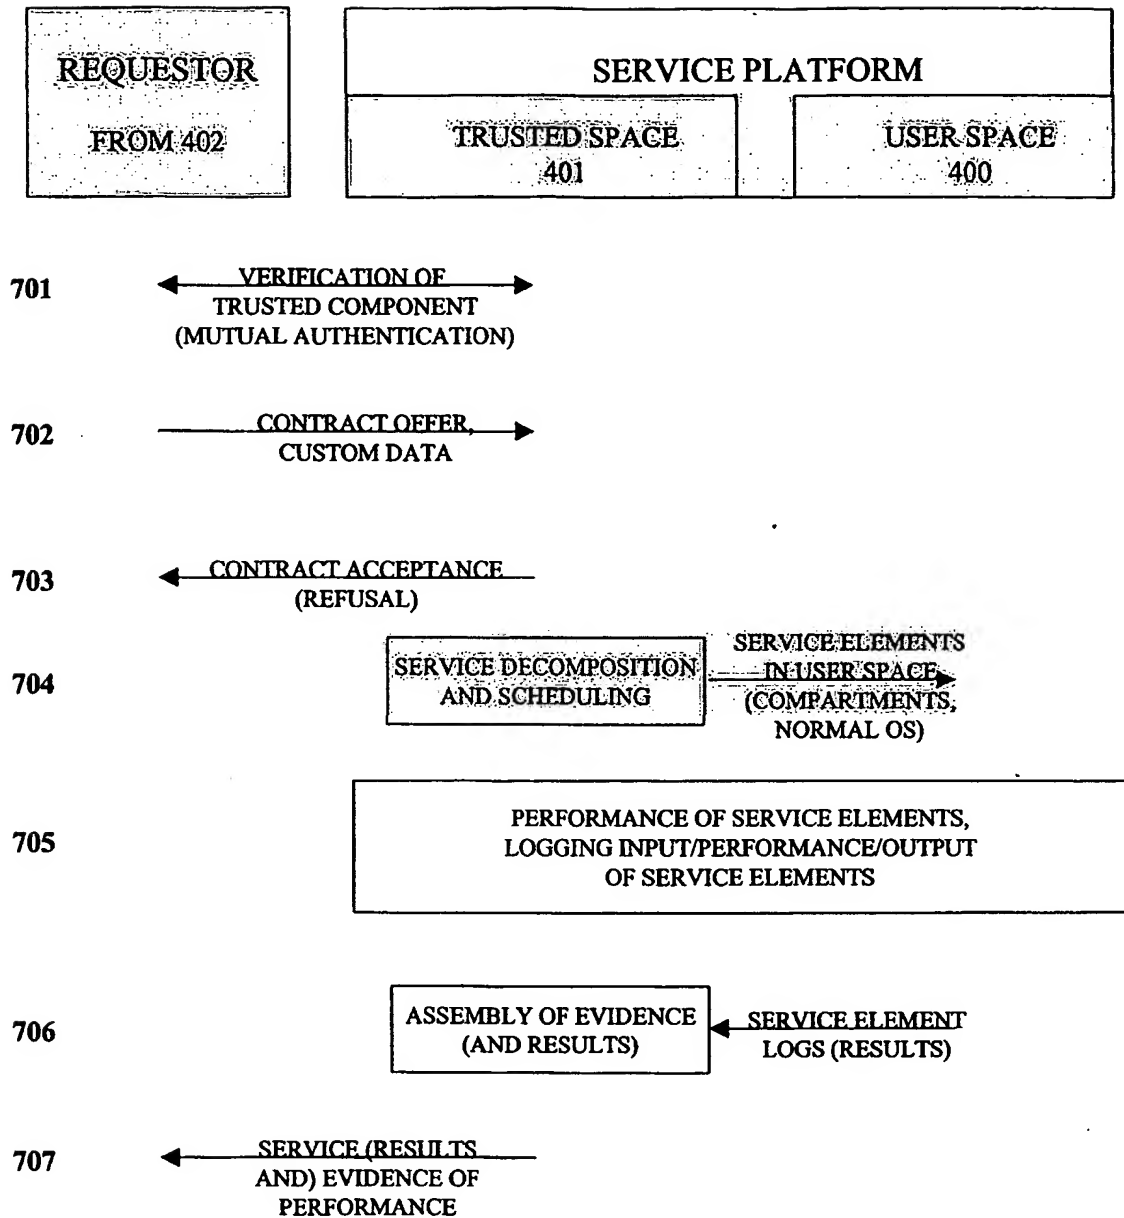 REQUESTOR
FROM 402
SERVICE PLATFORM
TRUSTED SPACE
401
USER SPACE
400
701
VERIFICATION OF
TRUSTED COMPONENT
(MUTUAL AUTHENTICATION)
702
CONTRACT OFFER,
CUSTOM DATA
703
CONTRACT ACCEPTANCE
(REFUSAL)
704
SERVICE DECOMPOSITION
AND SCHEDULING
SERVICE ELEMENTS
IN USER SPACE
(COMPARTMENTS,
NORMAL OS)
705
PERFORMANCE OF SERVICE ELEMENTS,
LOGGING INPUT/PERFORMANCE/OUTPUT
OF SERVICE ELEMENTS
706
ASSEMBLY OF EVIDENCE
(AND RESULTS)
SERVICE ELEMENT
LOGS (RESULTS)
707
SERVICE (RESULTS
AND) EVIDENCE OF
PERFORMANCE